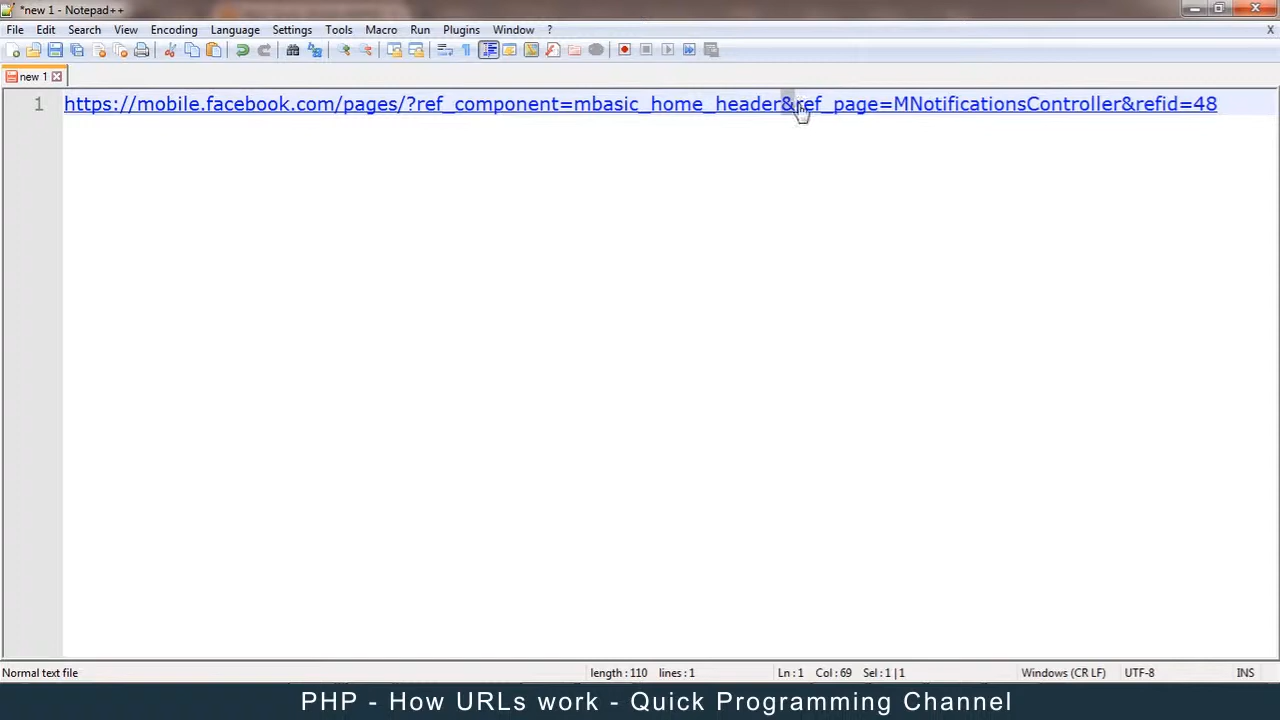 *new 1 - Notepad++
File Edit Search View Encoding Language Settings Tools Macro Run Plugins Window ? X
new 1
1 https://mobile.facebook.com/pages/?ref_component=mbasic_home_header&ref_page=MNotificationsController&refid=48
Normal text file length : 110 lines : 1 Ln : 1 Col : 69 Sel : 1 | 1 Windows (CR LF) UTF-8 INS
PHP - How URLs work - Quick Programming Channel